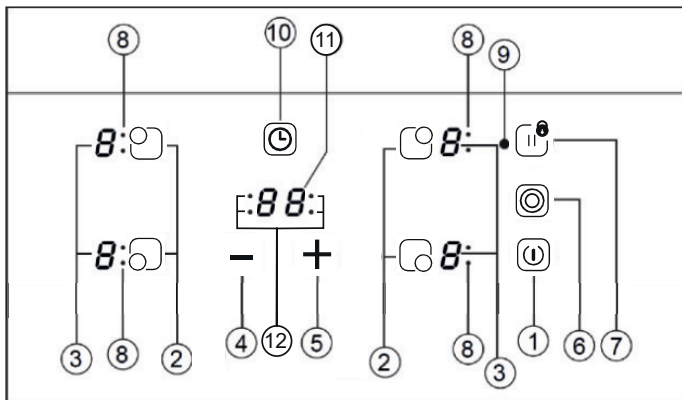 ⑧ ⑩ ⑪ ⑧ ⑨
8: 8:
:88:
8: − + 8:
③ ⑧ ② ④ ⑫ ⑤ ② ⑧ ③ ① ⑥ ⑦